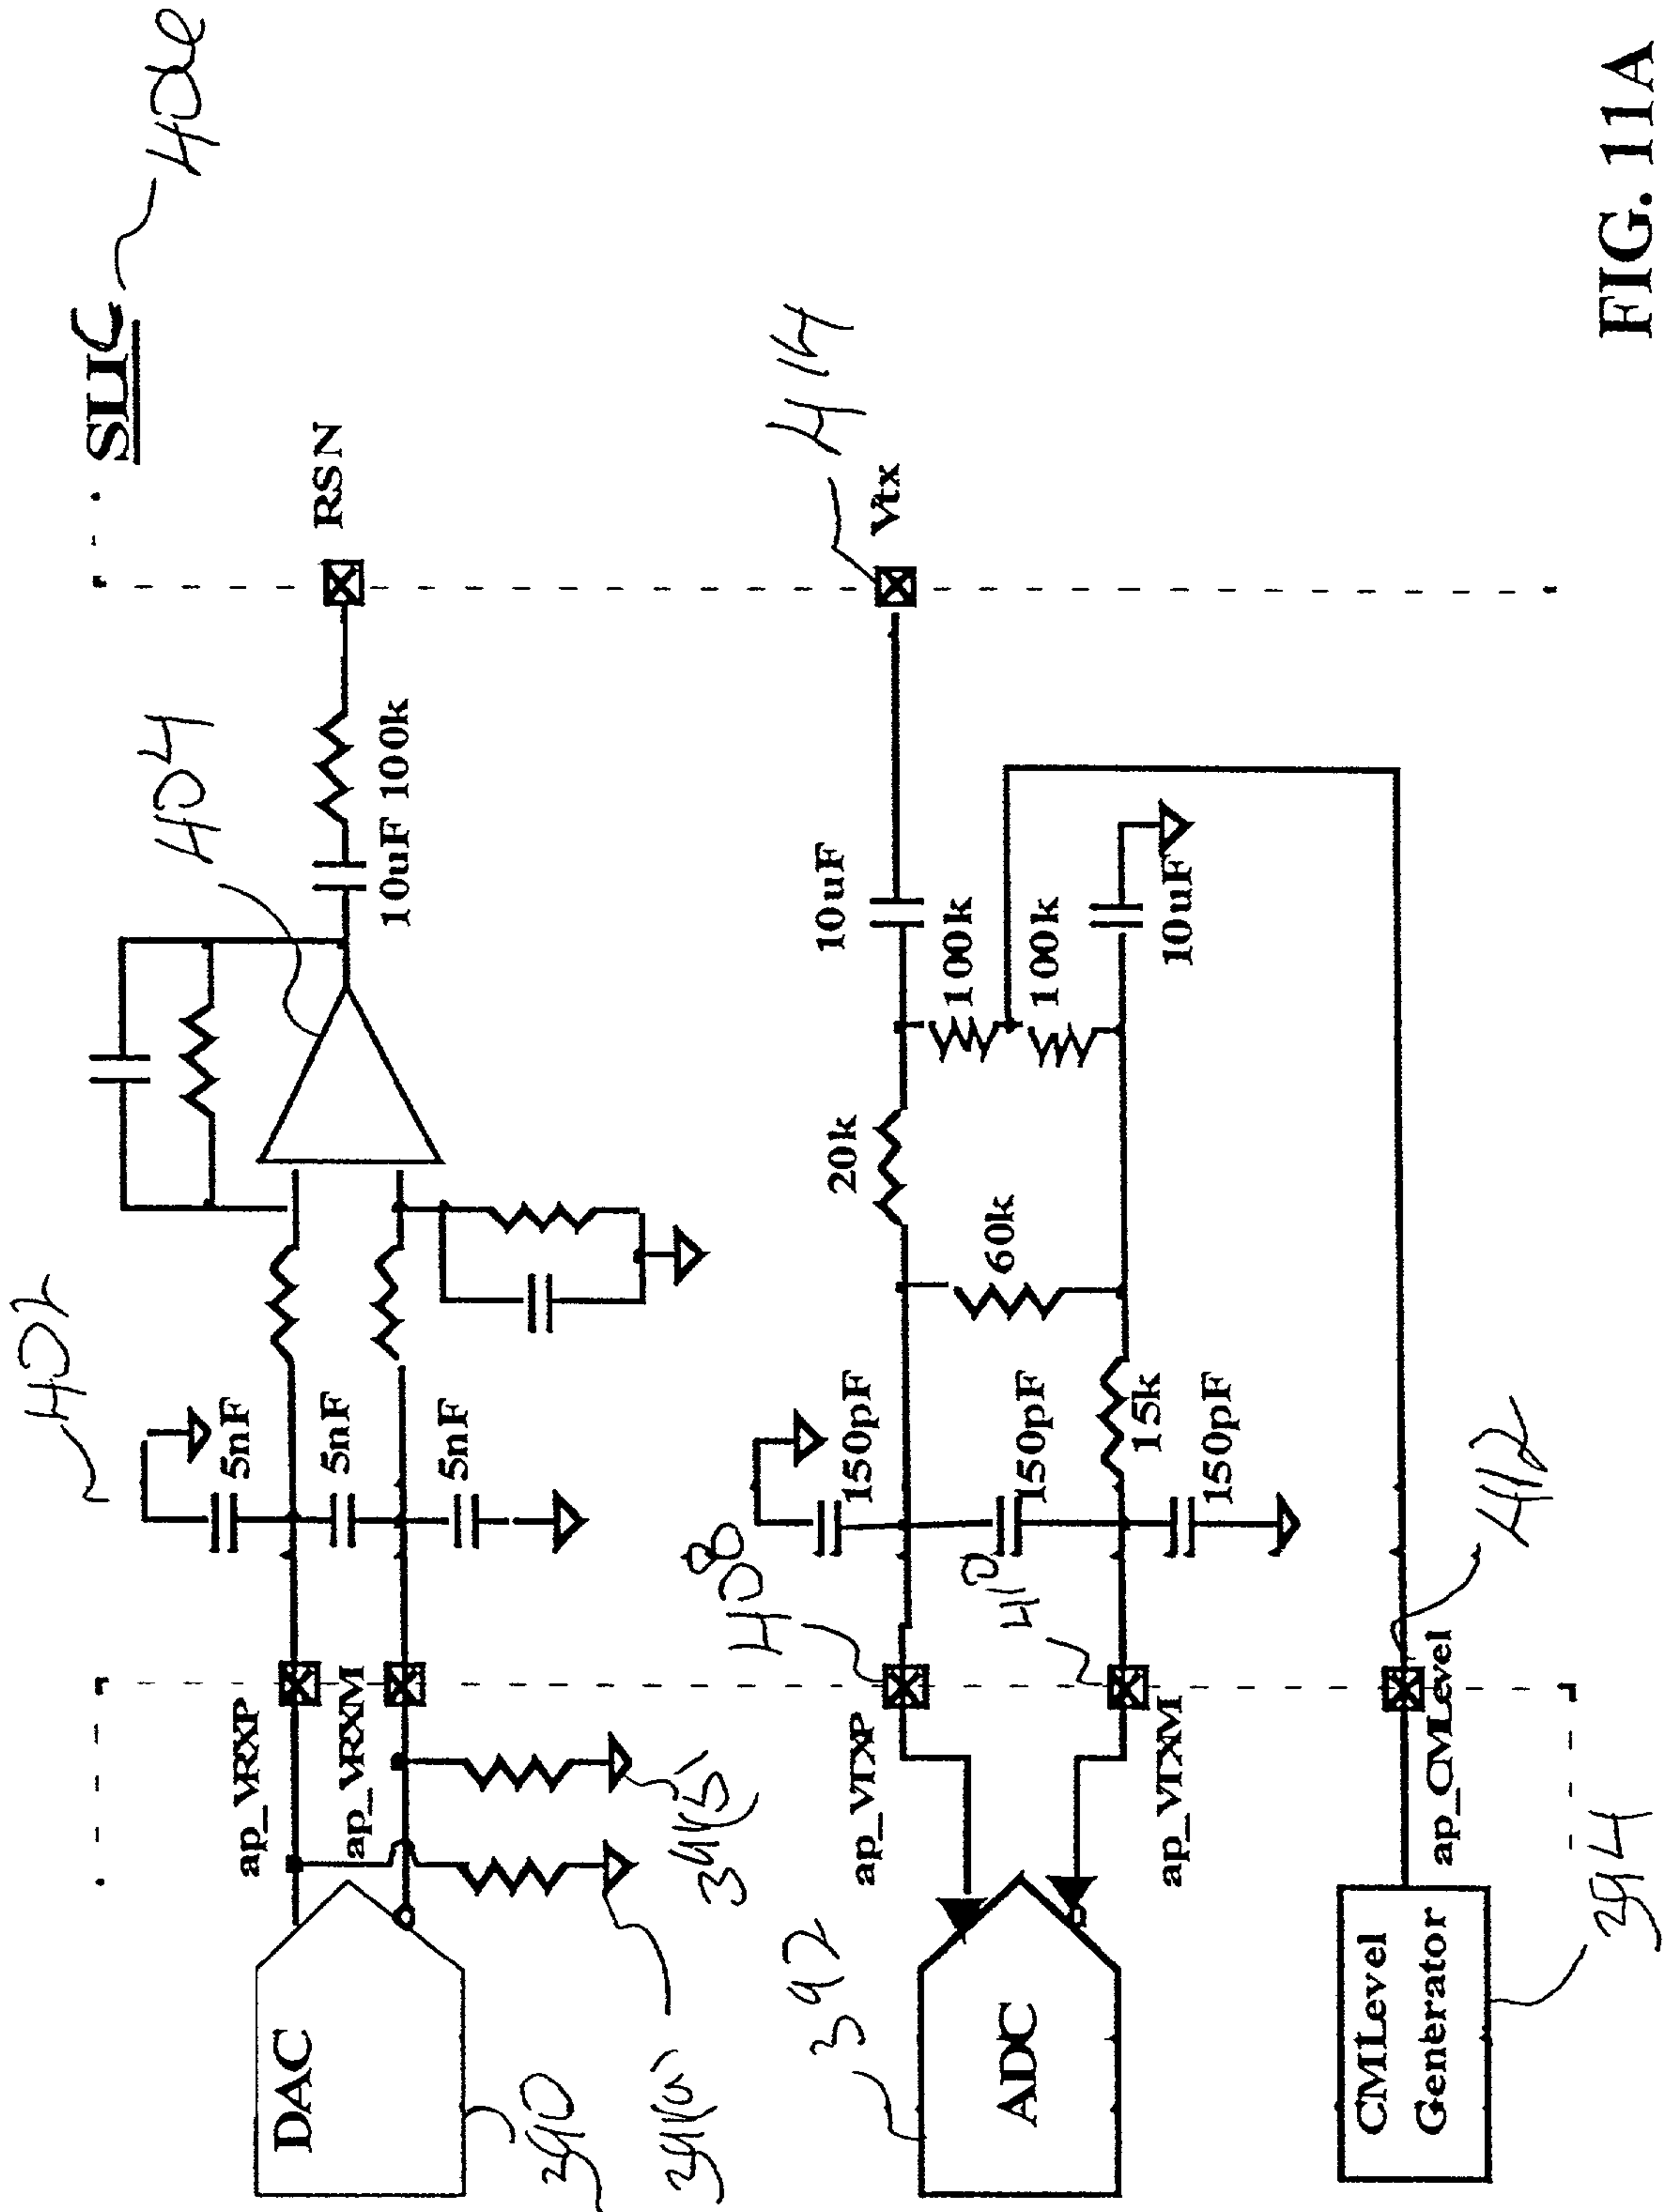 SLIC
406
402
404
5nF
5nF
5nF
10uF 100k
RSN
DAC
390
ap_VRXP
ap_VRXM
408
410
150pF
150pF
15k
150pF
20k
60k
10uF
100k
100k
10uF
Vtx
414
392
ADC
ap_VTXP
ap_VTXM
CMLevel
Generator
394
ap_CMLevel
412
FIG. 11A